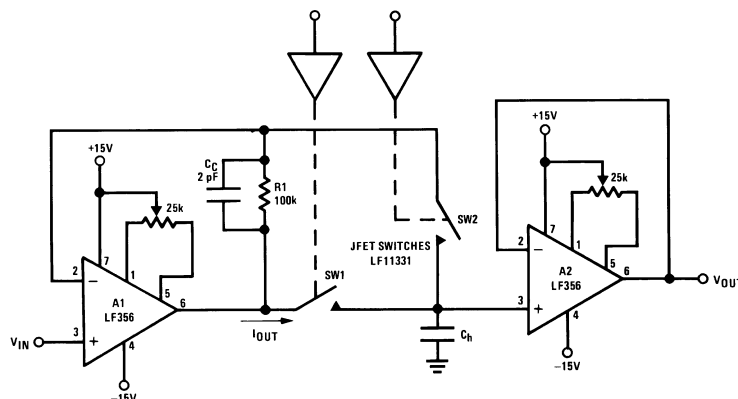 +15V
25k
7
1
2
−
5
A1
LF356
6
3
+
4
VIN
−15V
CC
2 pF
R1
100k
IOUT
SW1
SW2
JFET SWITCHES
LF11331
Ch
+15V
25k
7
1
2
−
5
A2
LF356
6
3
+
4
−15V
VOUT